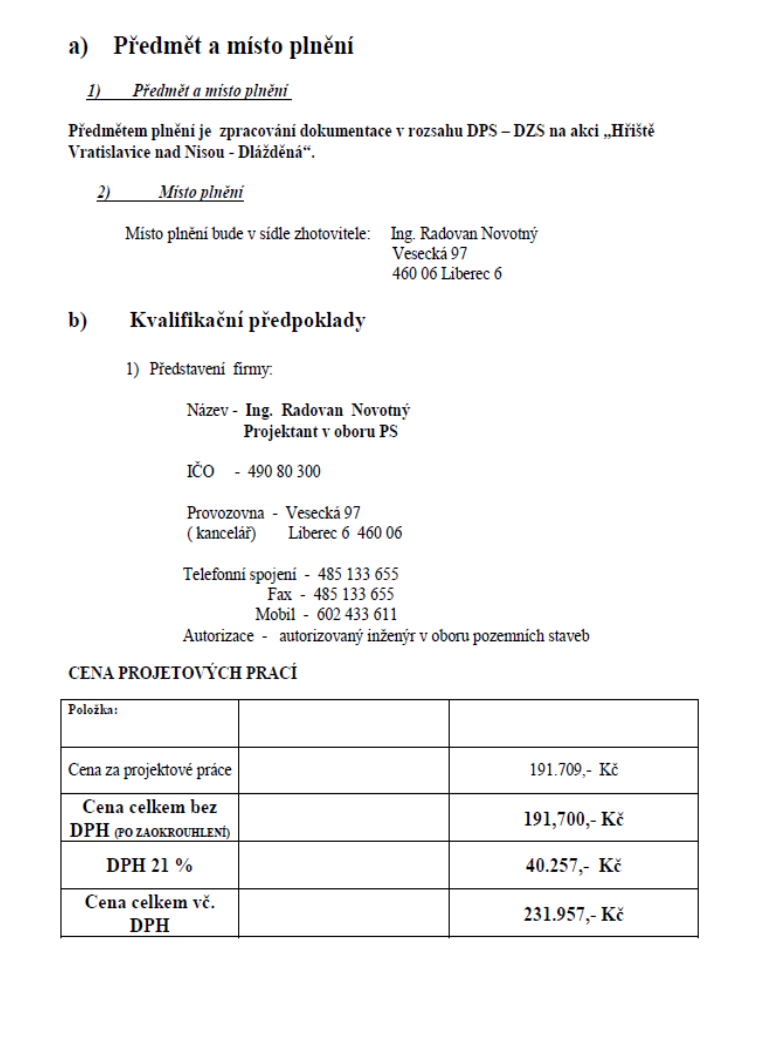 a) Předmět a místo plnění
1) Předmět a místo plnění
Předmětem plnění je zpracování dokumentace v rozsahu DPS – DZS na akci „Hřiště
Vratislavice nad Nisou - Dlážděná“.
2) Místo plnění
Místo plnění bude v sídle zhotovitele: Ing. Radovan Novotný
Vesecká 97
460 06 Liberec 6
b) Kvalifikační předpoklady
1) Představení firmy:
Název - Ing. Radovan Novotný
Projektant v oboru PS
IČO - 490 80 300
Provozovna - Vesecká 97
( kancelář) Liberec 6 460 06
Telefonní spojení - 485 133 655
Fax - 485 133 655
Mobil - 602 433 611
Autorizace - autorizovaný inženýr v oboru pozemních staveb
CENA PROJETOVÝCH PRACÍ
Položka:
Cena za projektové práce 191.709,- Kč
Cena celkem bez
DPH (PO ZAOKROUHLENÍ) 191,700,- Kč
DPH 21 % 40.257,- Kč
Cena celkem vč.
DPH 231.957,- Kč